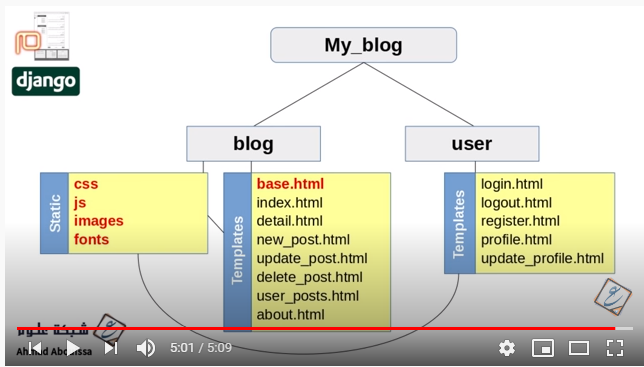 My_blog
django
blog
user
Static
css
js
images
fonts
Templates
base.html
index.html
detail.html
new_post.html
update_post.html
delete_post.html
user_posts.html
about.html
Templates
login.html
logout.html
register.html
profile.html
update_profile.html
شبكة علوم
5:01 / 5:09